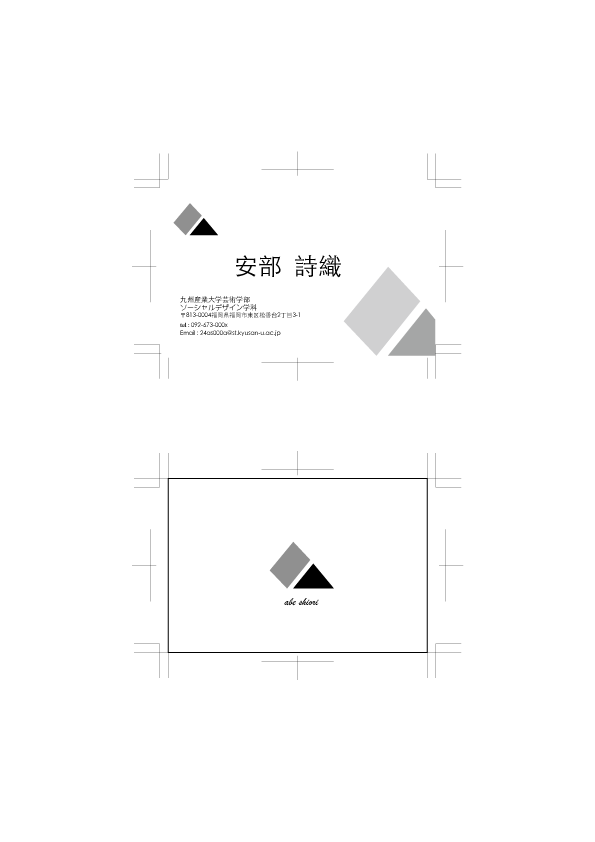 安部 詩織
九州産業大学芸術学部
ソーシャルデザイン学科
〒813-0004福岡県福岡市東区松香台2丁目3-1
tel : 092-673-000x
Email : 24as000a@st.kyusan-u.ac.jp
abe shiori